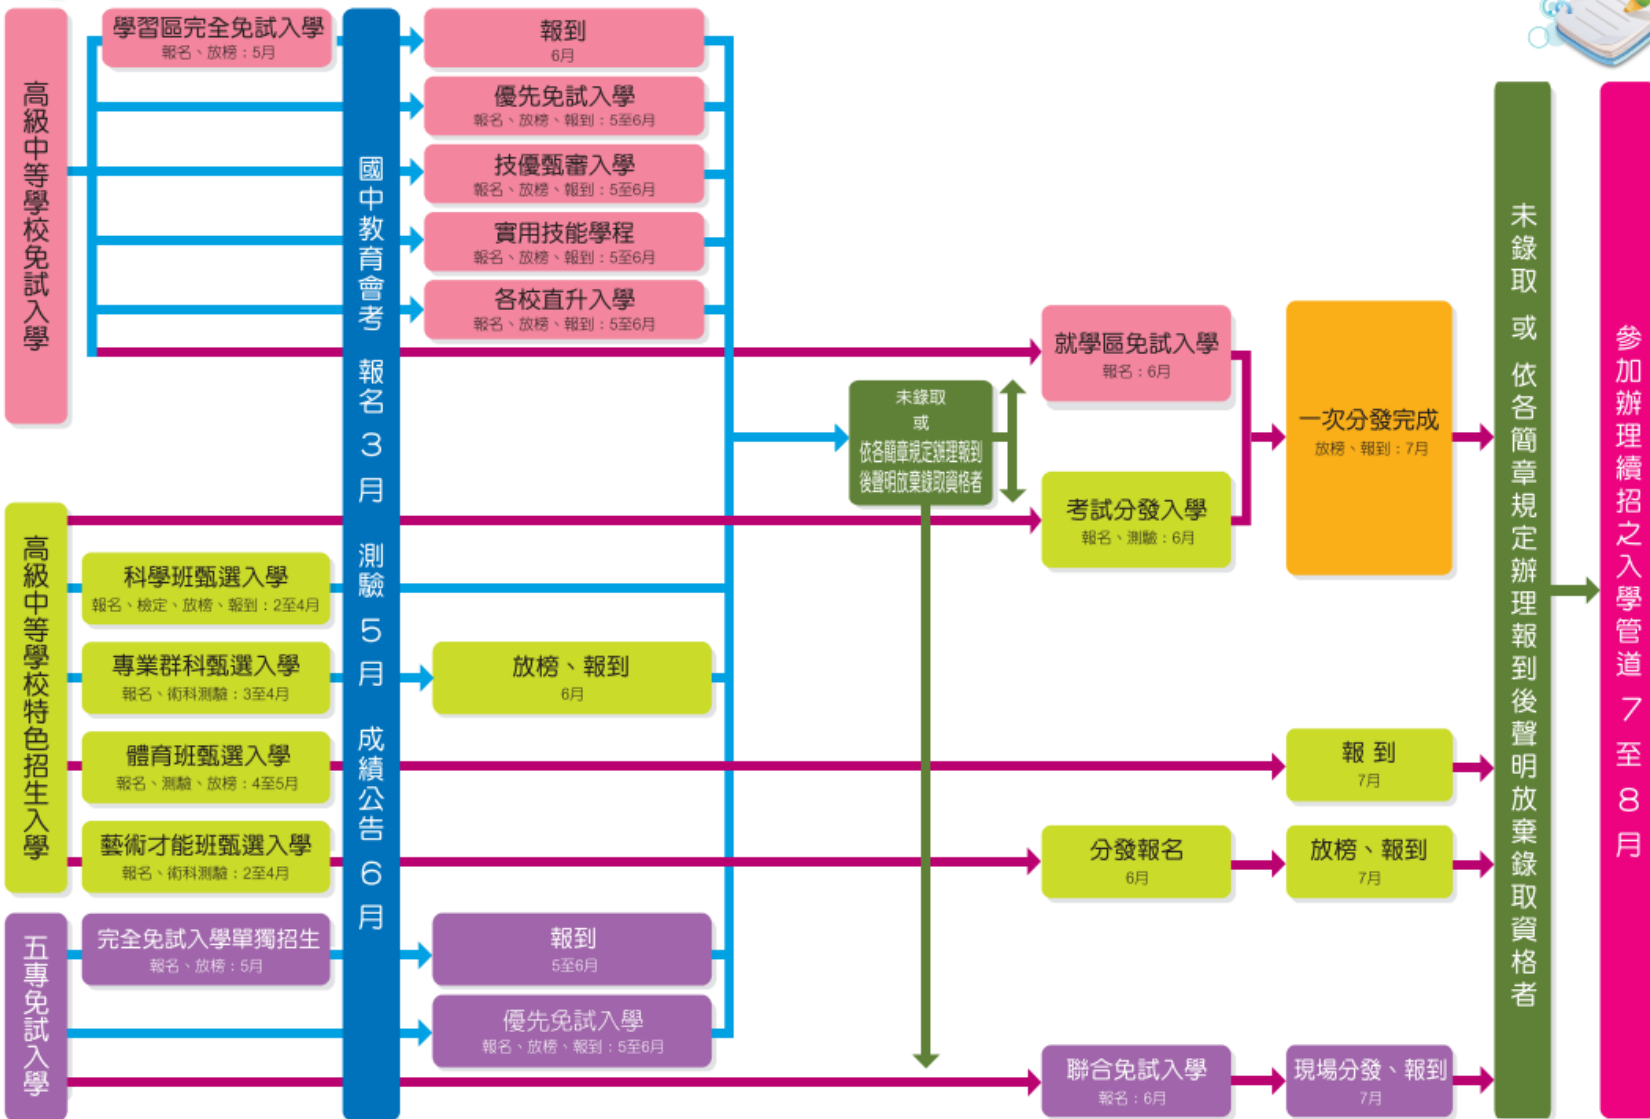 高級中等學校免試入學
學習區完全免試入學
報名、放榜：5月
國中教育會考 報名3月 測驗5月 成績公告6月
報到
6月
優先免試入學
報名、放榜、報到：5至6月
技優甄審入學
報名、放榜、報到：5至6月
實用技能學程
報名、放榜、報到：5至6月
各校直升入學
報名、放榜、報到：5至6月
就學區免試入學
報名：6月
未錄取
或
依各簡章規定辦理報到
後聲明放棄錄取資格者
一次分發完成
放榜、報到：7月
高級中等學校特色招生入學
考試分發入學
報名、測驗：6月
科學班甄選入學
報名、檢定、放榜、報到：2至4月
專業群科甄選入學
報名、術科測驗：3至4月
放榜、報到
6月
體育班甄選入學
報名、測驗、放榜：4至5月
報到
7月
藝術才能班甄選入學
報名、術科測驗：2至4月
分發報名
6月
放榜、報到
7月
五專免試入學
完全免試入學單獨招生
報名、放榜：5月
報到
5至6月
優先免試入學
報名、放榜、報到：5至6月
聯合免試入學
報名：6月
現場分發、報到
7月
未錄取 或 依各簡章規定辦理報到後聲明放棄錄取資格者
參加辦理續招之入學管道 7至8月